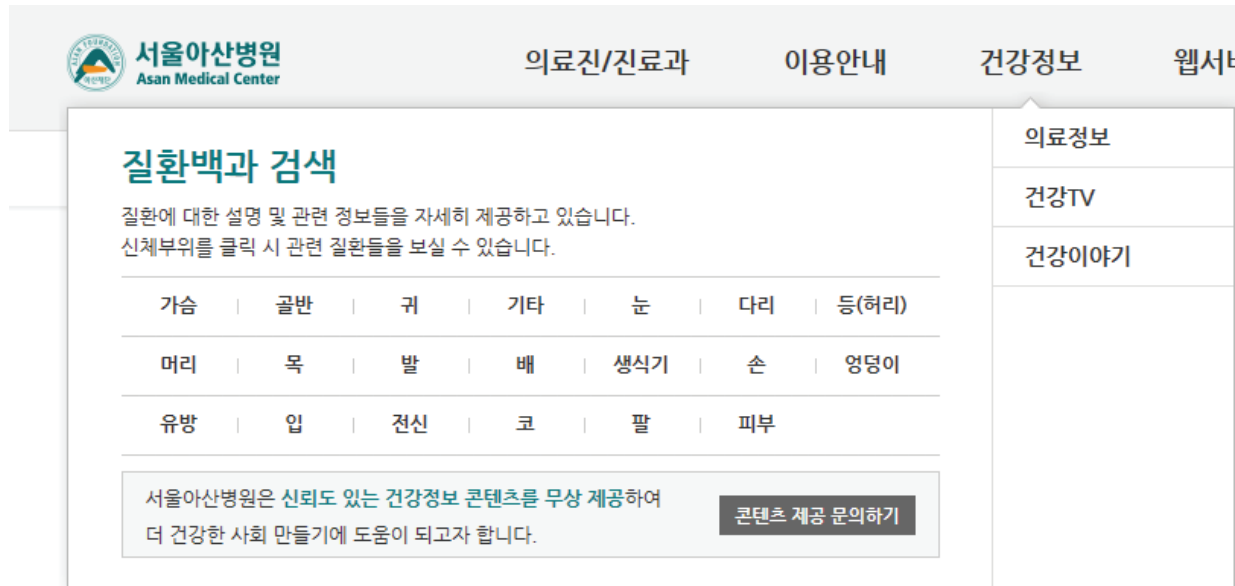 서울아산병원
Asan Medical Center
의료진/진료과 이용안내 건강정보
의료정보
건강TV
건강이야기
질환백과 검색
질환에 대한 설명 및 관련 정보들을 자세히 제공하고 있습니다.
신체부위를 클릭 시 관련 질환들을 보실 수 있습니다.
가슴 | 골반 | 귀 | 기타 | 눈 | 다리 | 등(허리)
머리 | 목 | 발 | 배 | 생식기 | 손 | 엉덩이
유방 | 입 | 전신 | 코 | 팔 | 피부
서울아산병원은 신뢰도 있는 건강정보 콘텐츠를 무상 제공하여
더 건강한 사회 만들기에 도움이 되고자 합니다.
콘텐츠 제공 문의하기